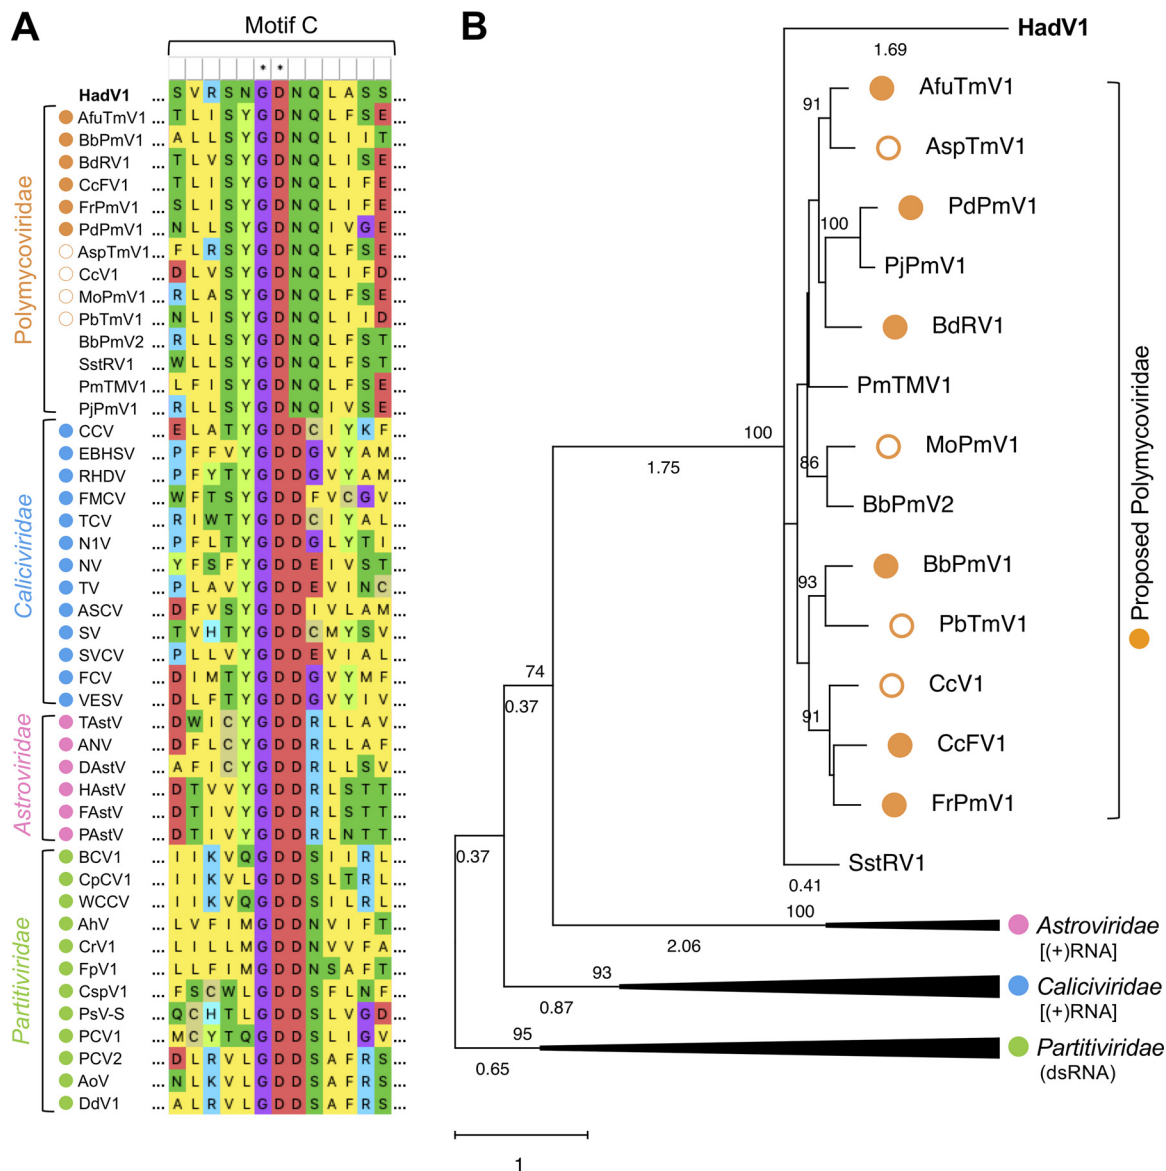 A
Motif C
* *
HadV1 ... S V R S N G D N Q L A S S ...
AfuTmV1 ... T L I S Y G D N Q L F S E ...
BbPmV1 ... A L L S Y G D N Q L I I T ...
BdRV1 ... T L V S Y G D N Q L I S E ...
CcFV1 ... T L I S Y G D N Q L I F E ...
FrPmV1 ... S L I S Y G D N Q L I F E ...
PdPmV1 ... N L L S Y G D N Q I V G E ...
AspTmV1 ... F L R S Y G D N Q L F S E ...
CcV1 ... D L V S Y G D N Q L I F D ...
MoPmV1 ... R L A S Y G D N Q L F S E ...
PbTmV1 ... N L I S Y G D N Q L I I D ...
BbPmV2 ... R L L S Y G D N Q L F S T ...
SstRV1 ... W L L S Y G D N Q L F S T ...
PmTMV1 ... L F I S Y G D N Q L F S E ...
PjPmV1 ... R L L S Y G D N Q I V S E ...
CCV ... E L A T Y G D D C I Y K F ...
EBHSV ... P F F V Y G D D G V Y A M ...
RHDV ... P F Y T Y G D D G V Y A M ...
FMCV ... W F T S Y G D D F V C G V ...
TCV ... R I W T Y G D D C I Y A L ...
N1V ... P F L T Y G D D G L Y T I ...
NV ... Y F S F Y G D D E I V S T ...
TV ... P L A V Y G D D E V I N C ...
ASCV ... D F V S Y G D D I V L A M ...
SV ... T V H T Y G D D C M Y S V ...
SVCV ... P L L V Y G D D E V I A L ...
FCV ... D I M T Y G D D G V Y M F ...
VESV ... D L F T Y G D D G V Y I V ...
TAstV ... D W I C Y G D D R L L A V ...
ANV ... D F L C Y G D D R L L A F ...
DAstV ... A F I C Y G D D R L L S V ...
HAstV ... D T V V Y G D D R L S T T ...
FAstV ... D T I V Y G D D R L S T T ...
PAstV ... D T I V Y G D D R L N T T ...
BCV1 ... I I K V Q G D D S I I R L ...
CpCV1 ... I I K V L G D D S L T R L ...
WCCV ... I I K V Q G D D S I L R L ...
AhV ... L V F I M G D D N V I F T ...
CrV1 ... L I L L M G D D N V V F A ...
FpV1 ... L L F I M G D D N S A F T ...
CspV1 ... F S C W L G D D S F L N F ...
PsV-S ... Q C H T L G D D S L V G D ...
PCV1 ... M C Y T Q G D D S L I G V ...
PCV2 ... D L R V L G D D S A F R S ...
AoV ... N L K V L G D D S A F R S ...
DdV1 ... A L R V L G D D S A F R S ...
Polymycoviridae
Caliciviridae
Astroviridae
Partitiviridae
B
HadV1
1.69
AfuTmV1
91
AspTmV1
PdPmV1
100
PjPmV1
BdRV1
PmTMV1
100
1.75
MoPmV1
86
BbPmV2
BbPmV1
93
PbTmV1
74
0.37
CcV1
91
CcFV1
FrPmV1
0.37
SstRV1
0.41
Proposed Polymycoviridae
100
2.06
Astroviridae
[(+)RNA]
93
0.87
Caliciviridae
[(+)RNA]
95
0.65
Partitiviridae
(dsRNA)
1